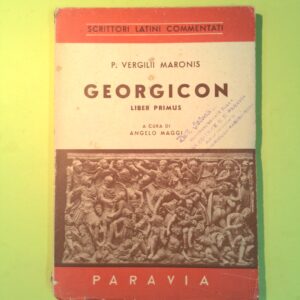 SCRITTORI LATINI COMMENTATI
P. VERGILII MARONIS
GEORGICON
LIBER PRIMUS
A CURA DI
ANGELO MAGGI
PARAVIA